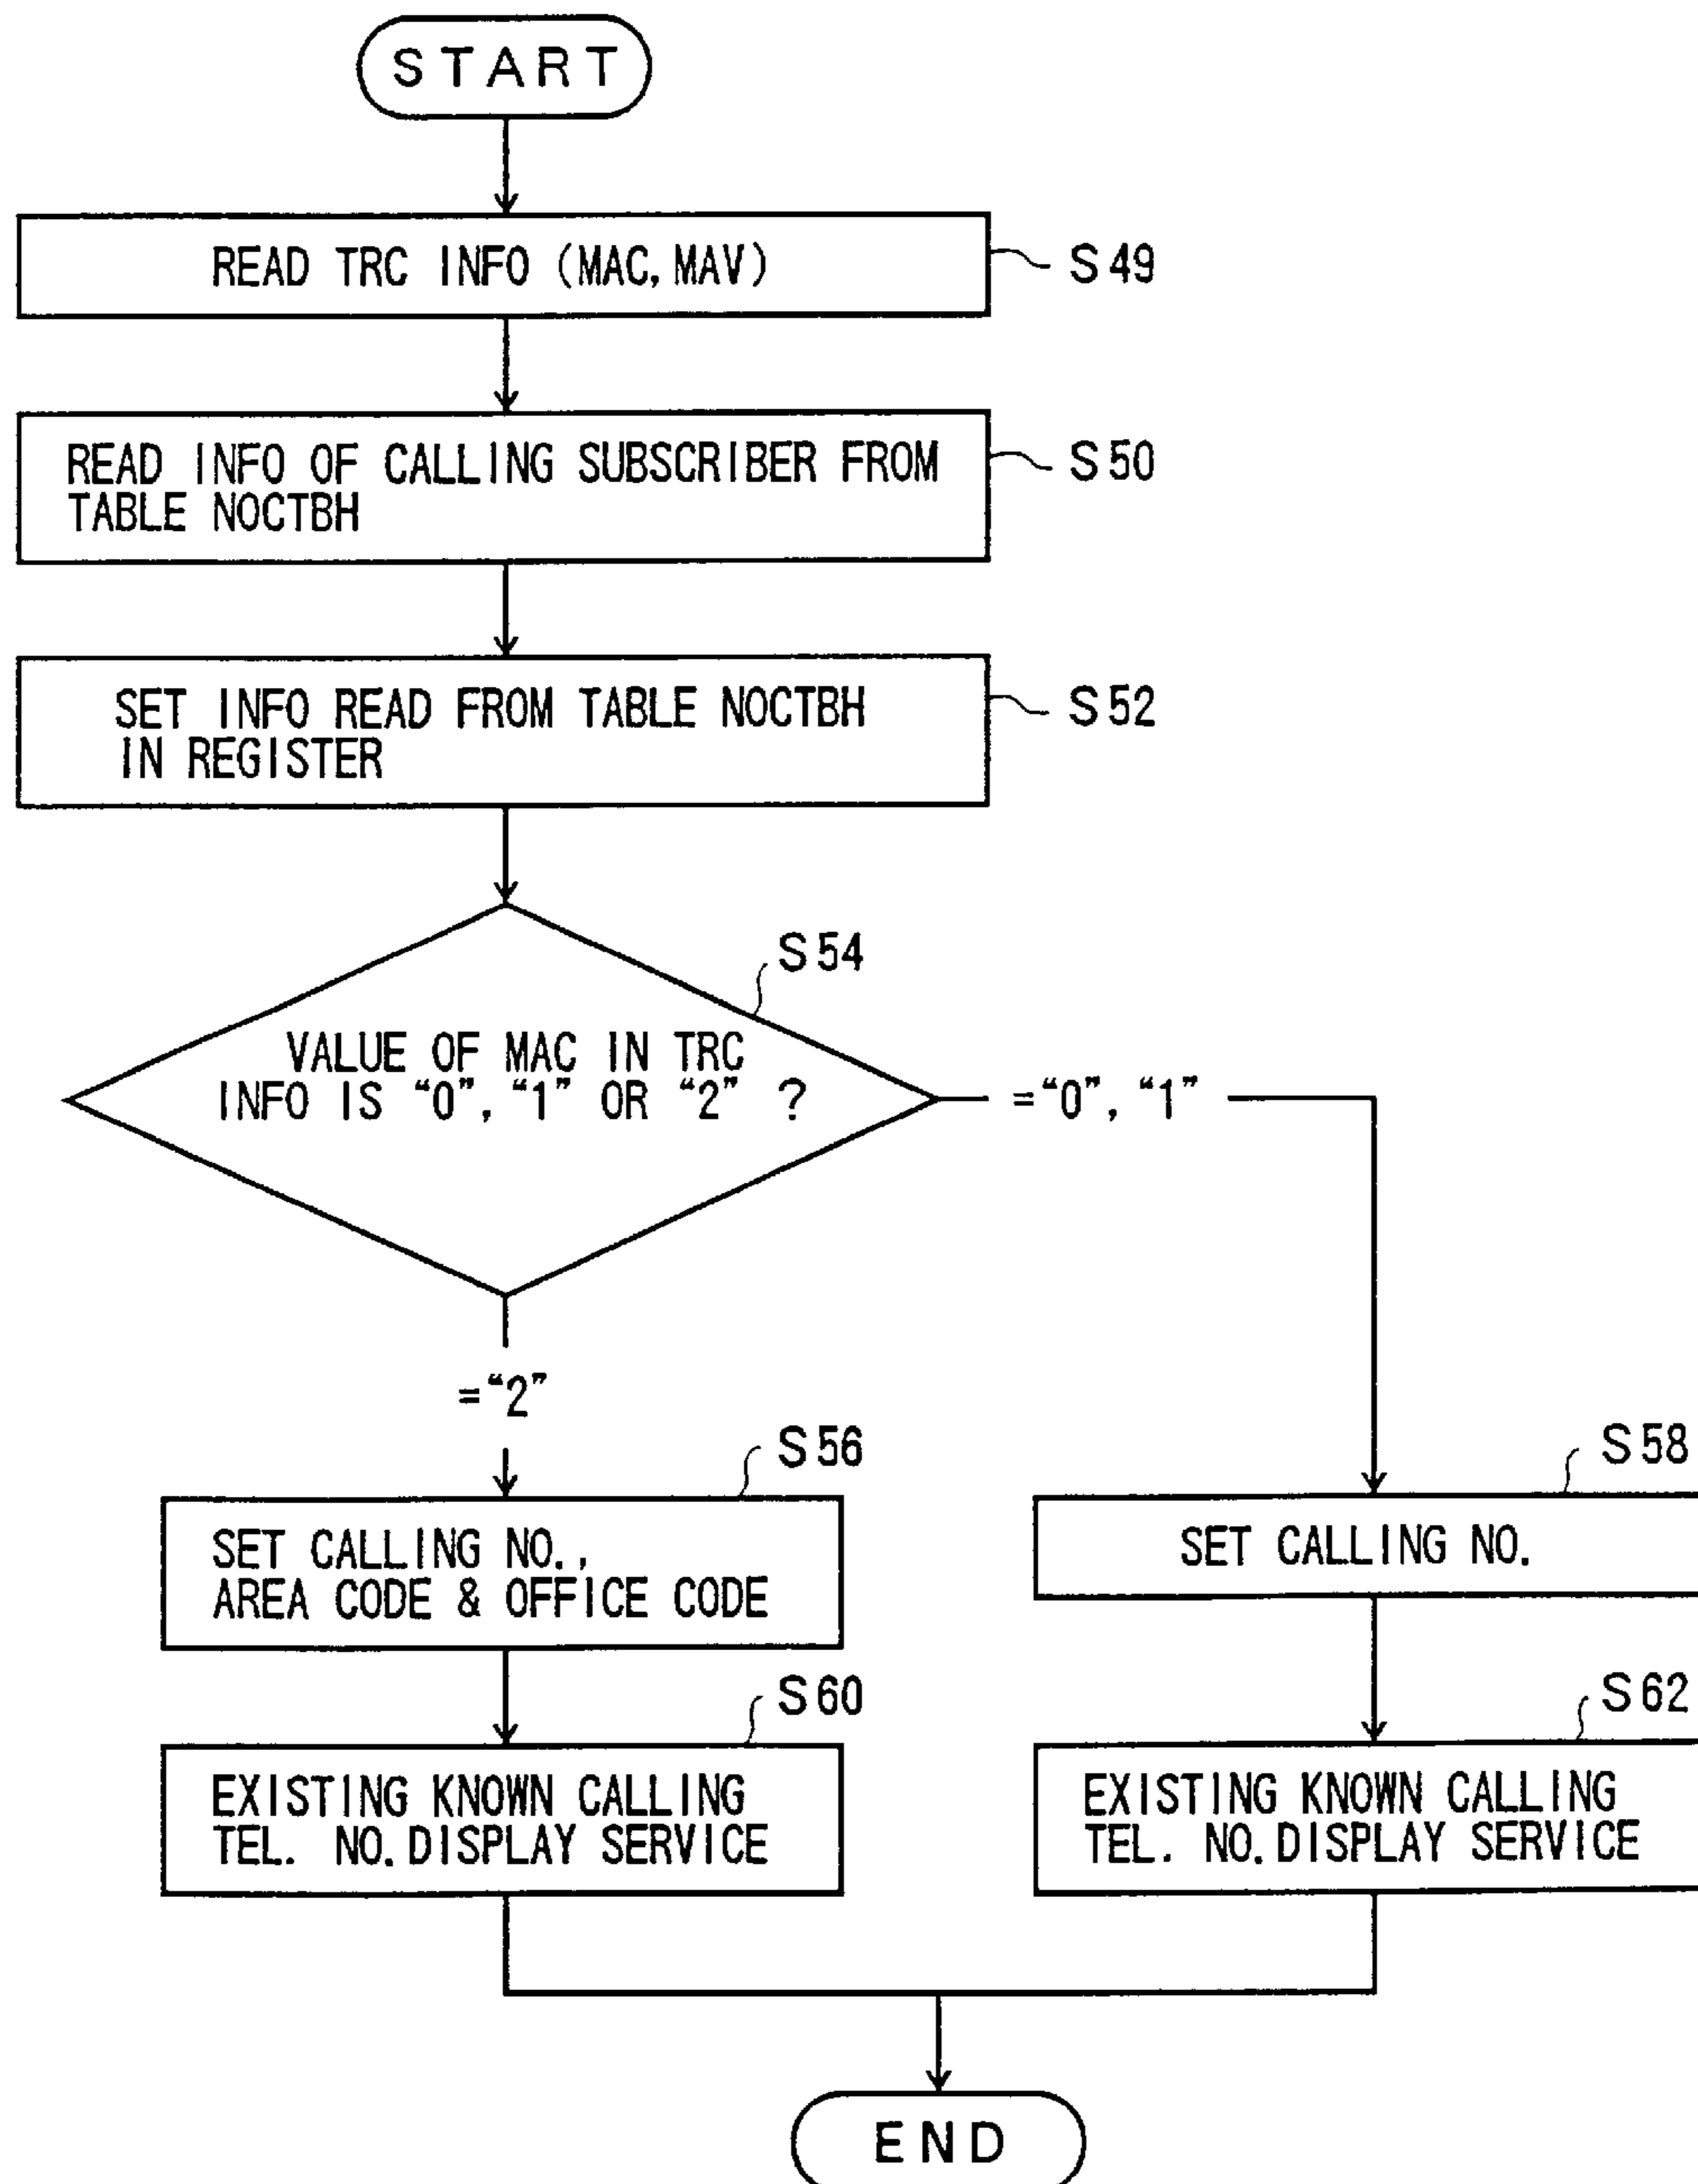 START
READ TRC INFO (MAC, MAV)
S49
READ INFO OF CALLING SUBSCRIBER FROM
TABLE NOCTBH
S50
SET INFO READ FROM TABLE NOCTBH
IN REGISTER
S52
S54
VALUE OF MAC IN TRC
INFO IS “0”, “1” OR “2” ?
=“0”, “1”
=“2”
S56
SET CALLING NO.,
AREA CODE & OFFICE CODE
S58
SET CALLING NO.
S60
EXISTING KNOWN CALLING
TEL. NO. DISPLAY SERVICE
S62
EXISTING KNOWN CALLING
TEL. NO. DISPLAY SERVICE
END